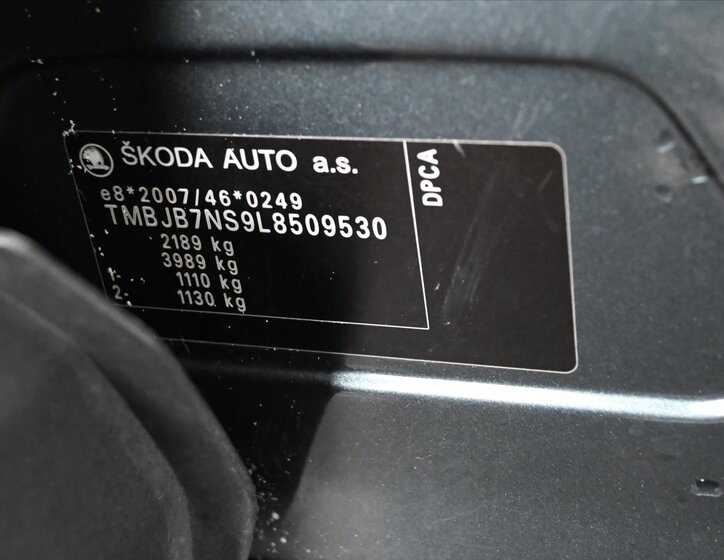 ŠKODA AUTO a.s.
e8*2007/46*0249
TMBJB7NS9L8509530
2189 kg
3989 kg
1- 1110 kg
2- 1130 kg
DPCA